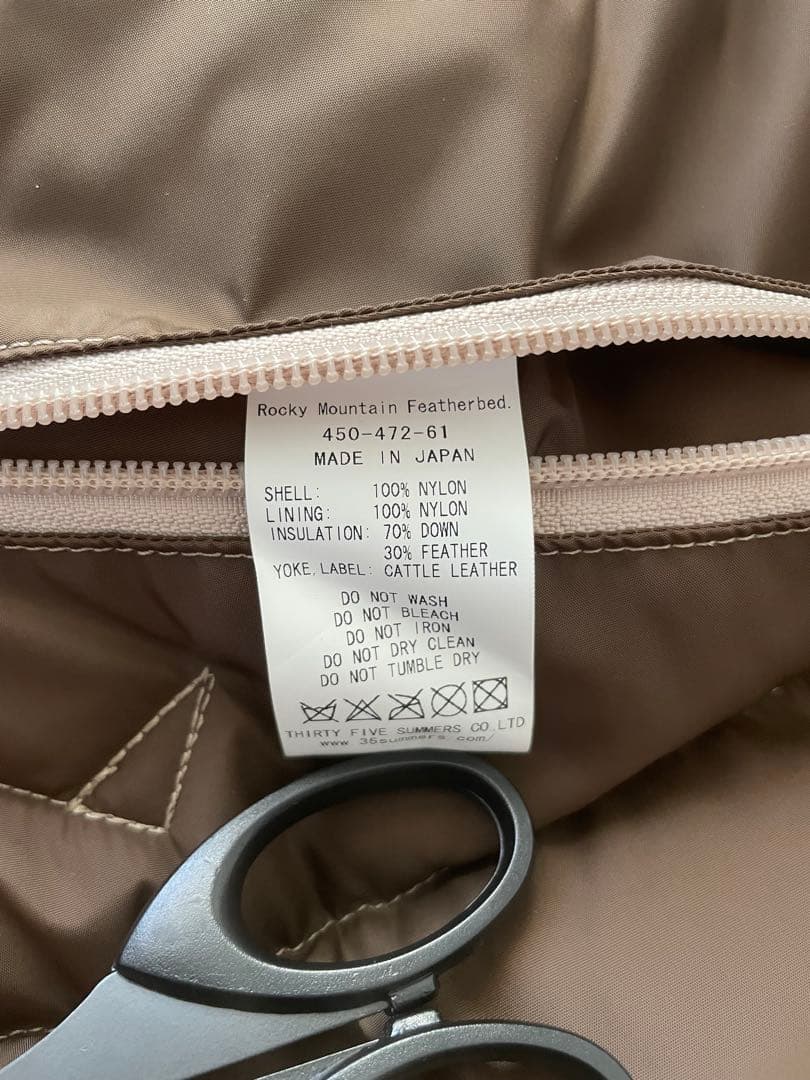 Rocky Mountain Featherbed.
450-472-61
MADE IN JAPAN
SHELL: 100% NYLON
LINING: 100% NYLON
INSULATION: 70% DOWN
30% FEATHER
YOKE, LABEL: CATTLE LEATHER
DO NOT WASH
DO NOT BLEACH
DO NOT IRON
DO NOT DRY CLEAN
DO NOT TUMBLE DRY
THIRTY FIVE SUMMERS CO.LTD
www 35summers.com/